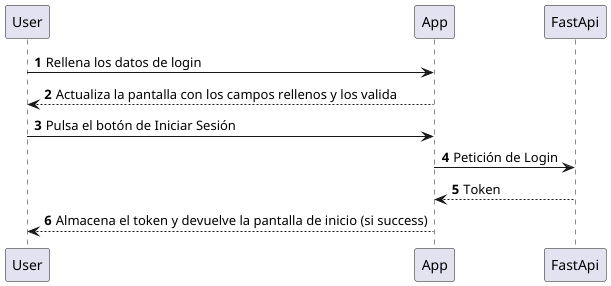 User App FastApi
1 Rellena los datos de login
2 Actualiza la pantalla con los campos rellenos y los valida
3 Pulsa el botón de Iniciar Sesión
4 Petición de Login
5 Token
6 Almacena el token y devuelve la pantalla de inicio (si success)
User App FastApi